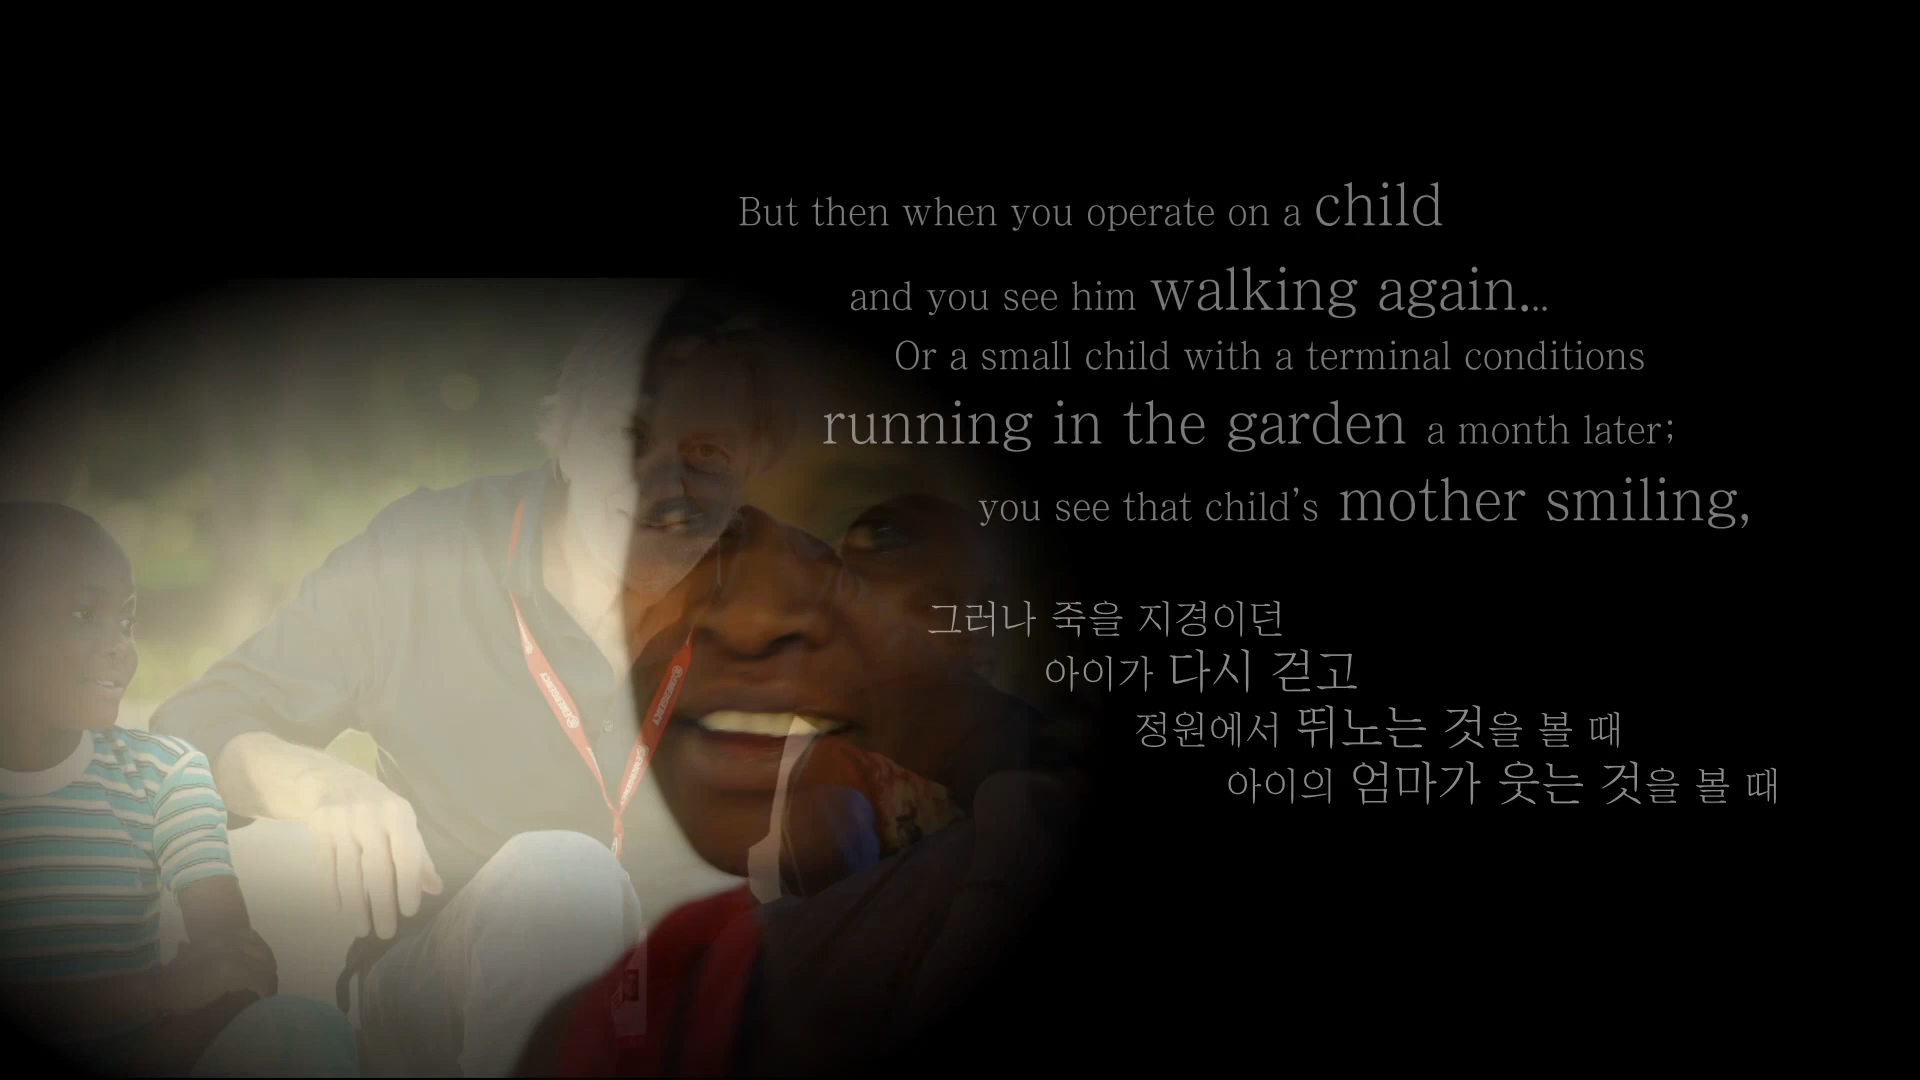 But then when you operate on a child
and you see him walking again...
Or a small child with a terminal conditions
running in the garden a month later;
you see that child's mother smiling,
그러나 죽을 지경이던
아이가 다시 걷고
정원에서 뛰노는 것을 볼 때
아이의 엄마가 웃는 것을 볼 때
EMERGENCY
EMERGENCY